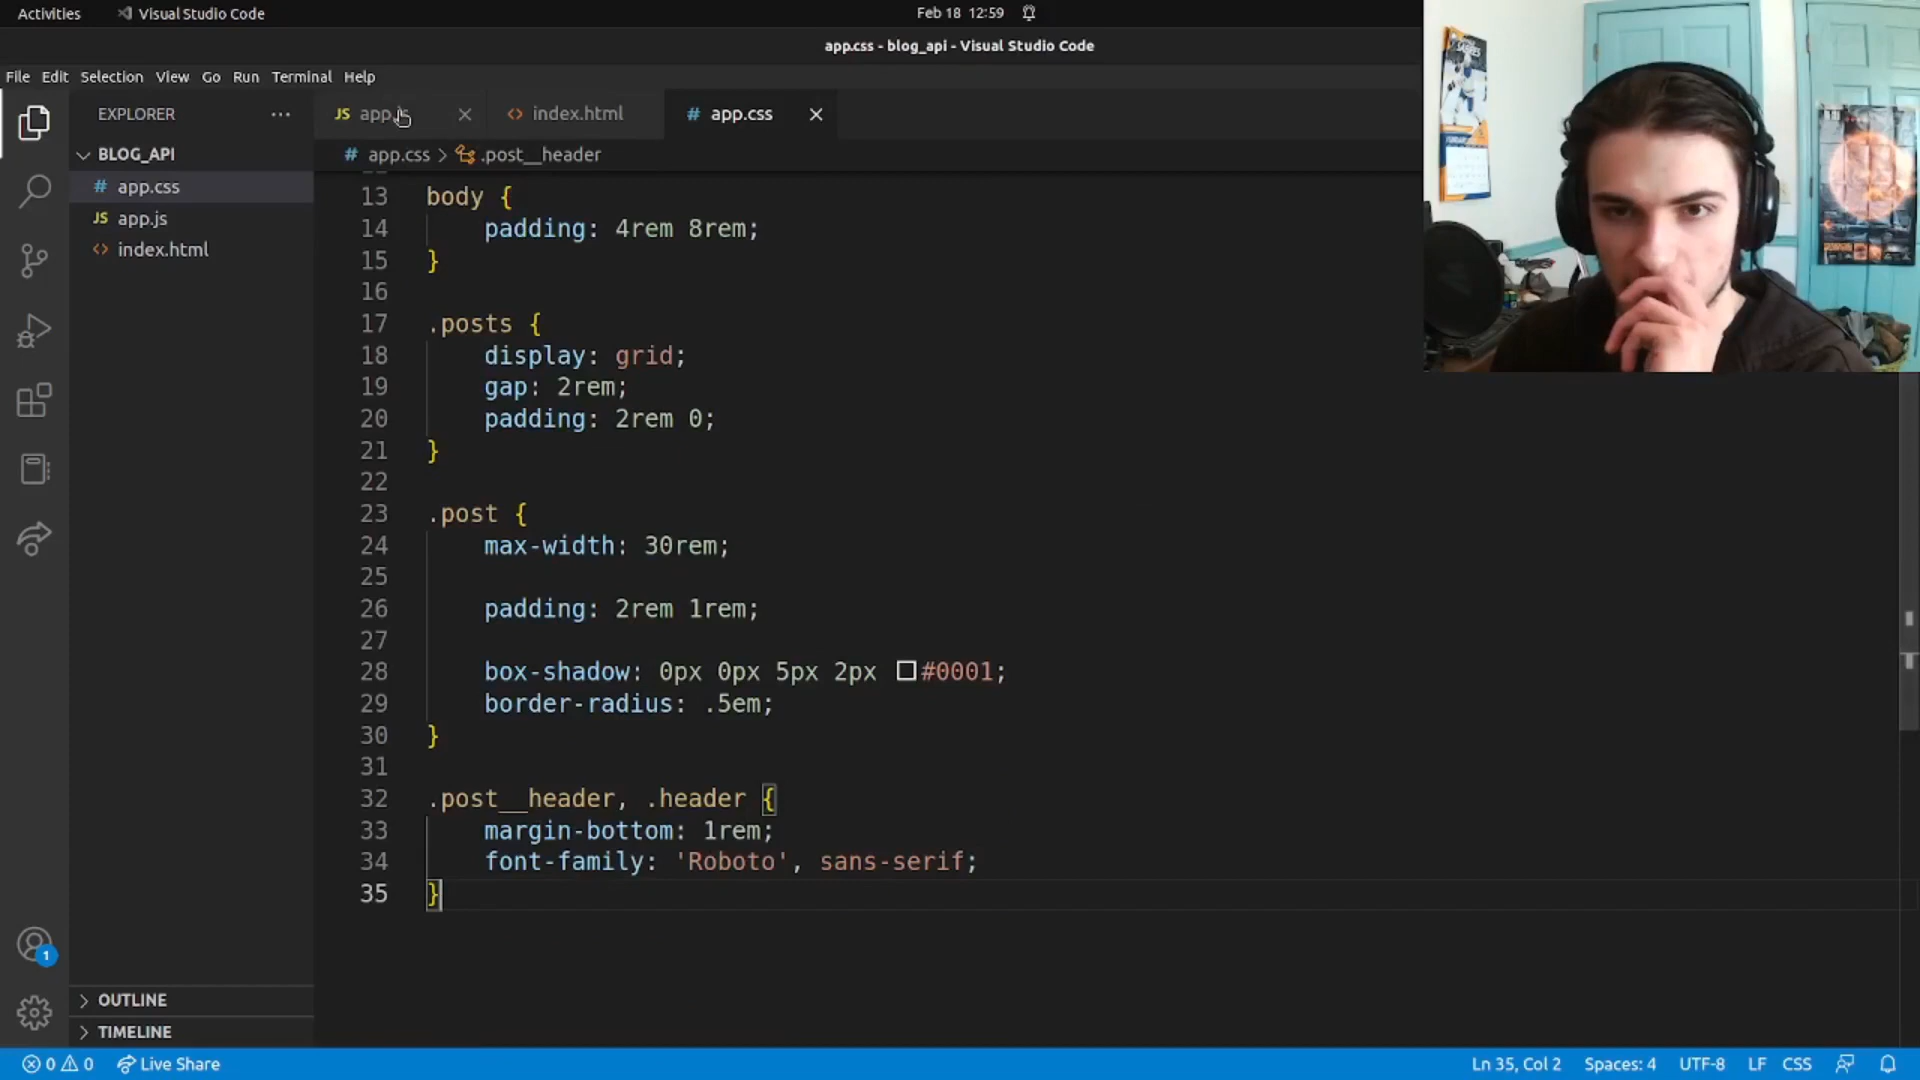 Activities
Visual Studio Code
Feb 18 12:59
app.css - blog_api - Visual Studio Code
File Edit Selection View Go Run Terminal Help
EXPLORER
BLOG_API
# app.css
JS app.js
<> index.html
JS app.js
<> index.html
# app.css
# app.css > .post__header
13 body {
14 padding: 4rem 8rem;
15 }
16
17 .posts {
18 display: grid;
19 gap: 2rem;
20 padding: 2rem 0;
21 }
22
23 .post {
24 max-width: 30rem;
25
26 padding: 2rem 1rem;
27
28 box-shadow: 0px 0px 5px 2px #0001;
29 border-radius: .5em;
30 }
31
32 .post__header, .header {
33 margin-bottom: 1rem;
34 font-family: 'Roboto', sans-serif;
35 }
1
OUTLINE
TIMELINE
0 0 Live Share
Ln 35, Col 2 Spaces: 4 UTF-8 LF CSS